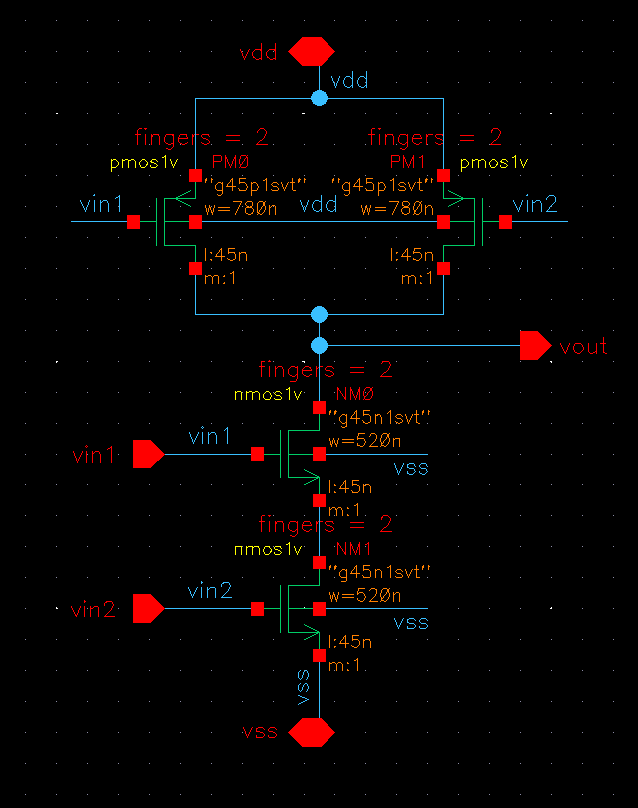 vdd
vdd
fingers = 2
fingers = 2
pmos1v
PM0
PM1
pmos1v
"g45p1svt"
"g45p1svt"
vin1
w=780n
vdd
w=780n
vin2
l:45n
l:45n
m:1
m:1
vout
fingers = 2
nmos1v
NM0
"g45n1svt"
vin1
w=520n
vin1
vss
l:45n
m:1
fingers = 2
nmos1v
NM1
"g45n1svt"
vin2
w=520n
vin2
vss
l:45n
m:1
vss
vss